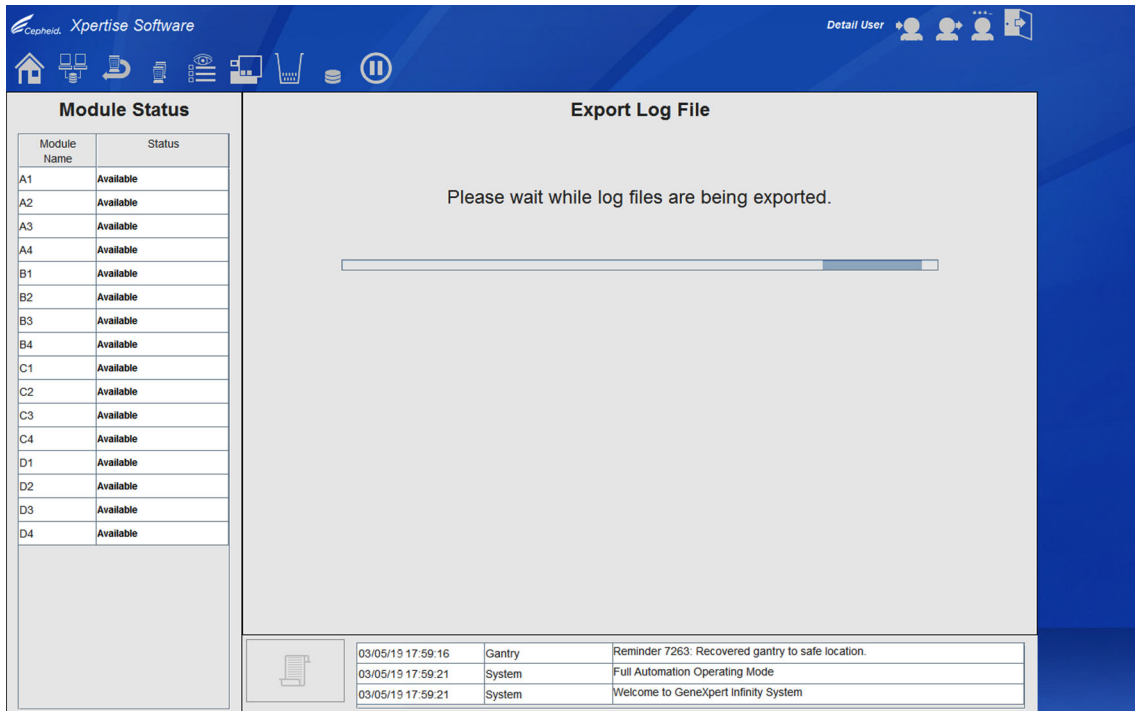 Cepheid. Xpertise Software
Detail User
Module Status
Module Name Status
A1 Available
A2 Available
A3 Available
A4 Available
B1 Available
B2 Available
B3 Available
B4 Available
C1 Available
C2 Available
C3 Available
C4 Available
D1 Available
D2 Available
D3 Available
D4 Available
Export Log File
Please wait while log files are being exported.
03/05/19 17:59:16 Gantry Reminder 7263: Recovered gantry to safe location.
03/05/19 17:59:21 System Full Automation Operating Mode
03/05/19 17:59:21 System Welcome to GeneXpert Infinity System